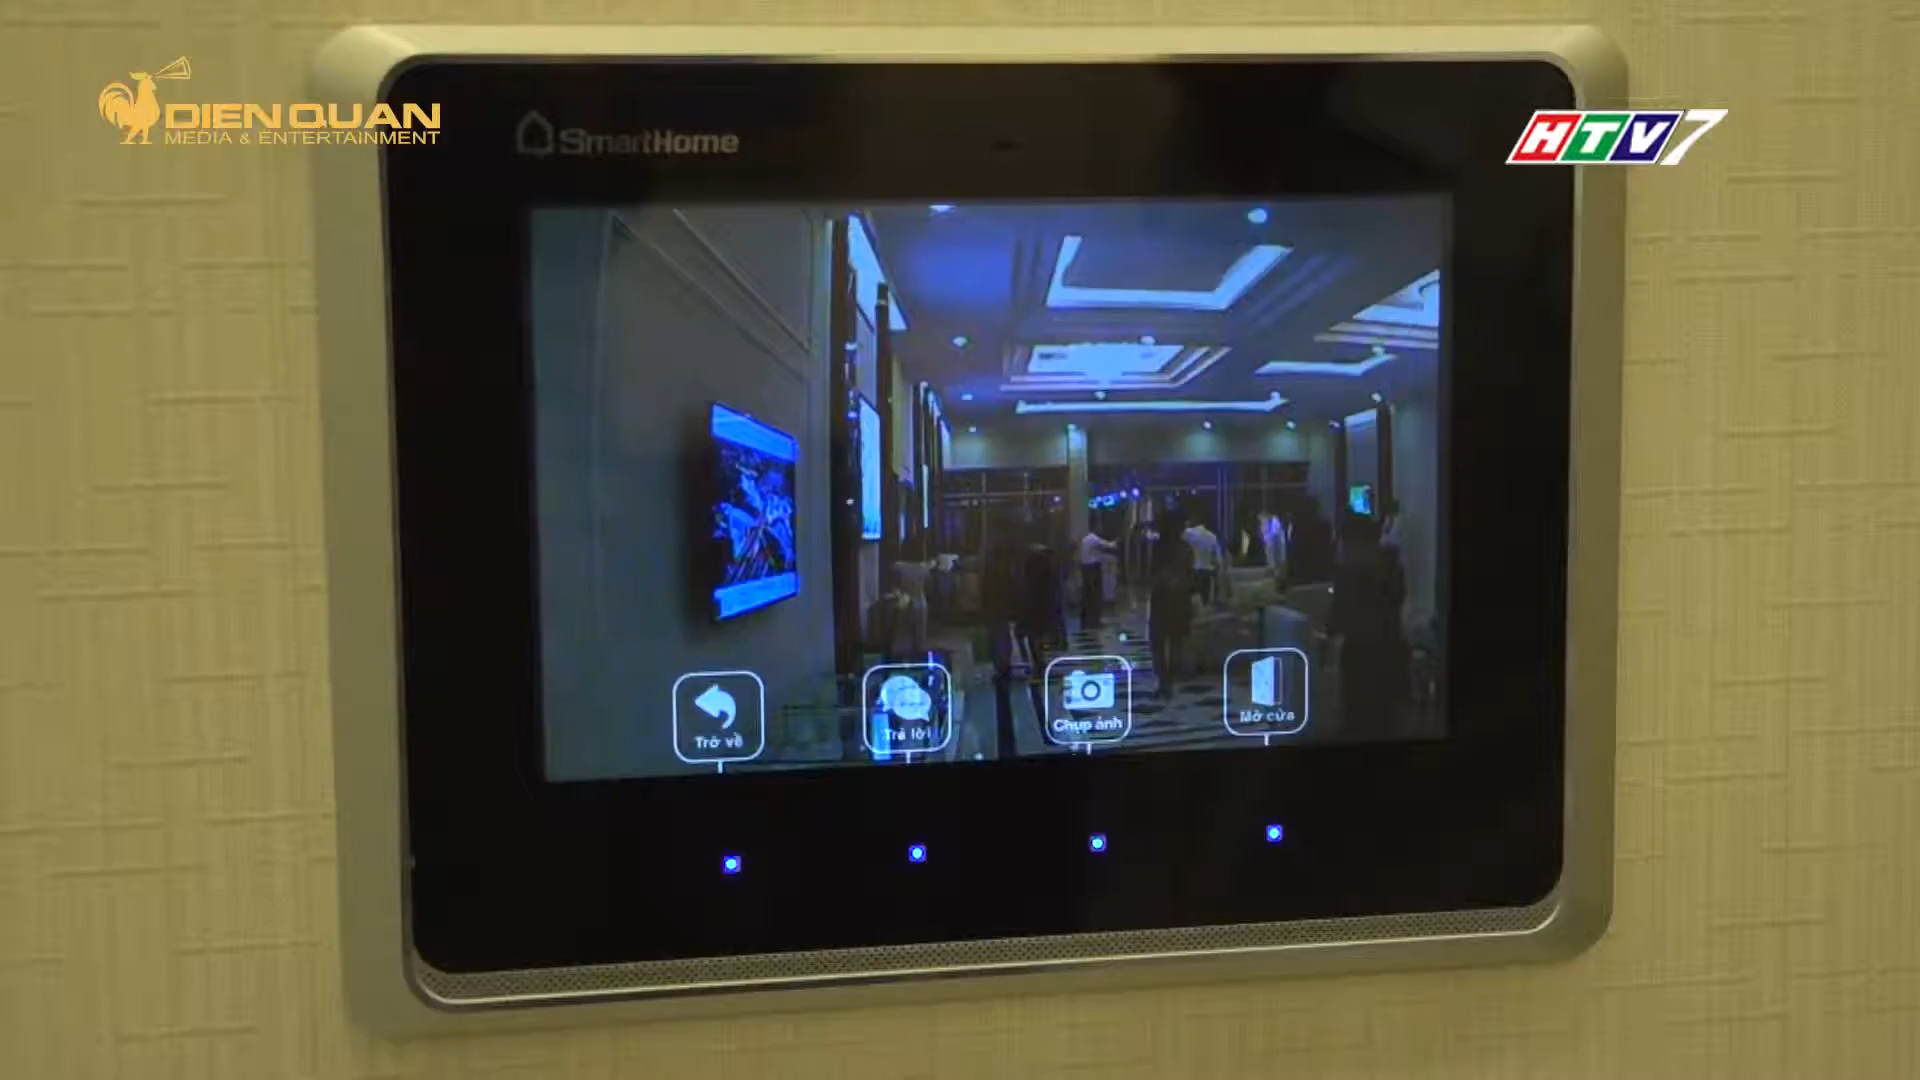 DIEN QUAN
MEDIA & ENTERTAINMENT
HTV7
SmartHome
Trở về
Trả lời
Chụp ảnh
Mở cửa